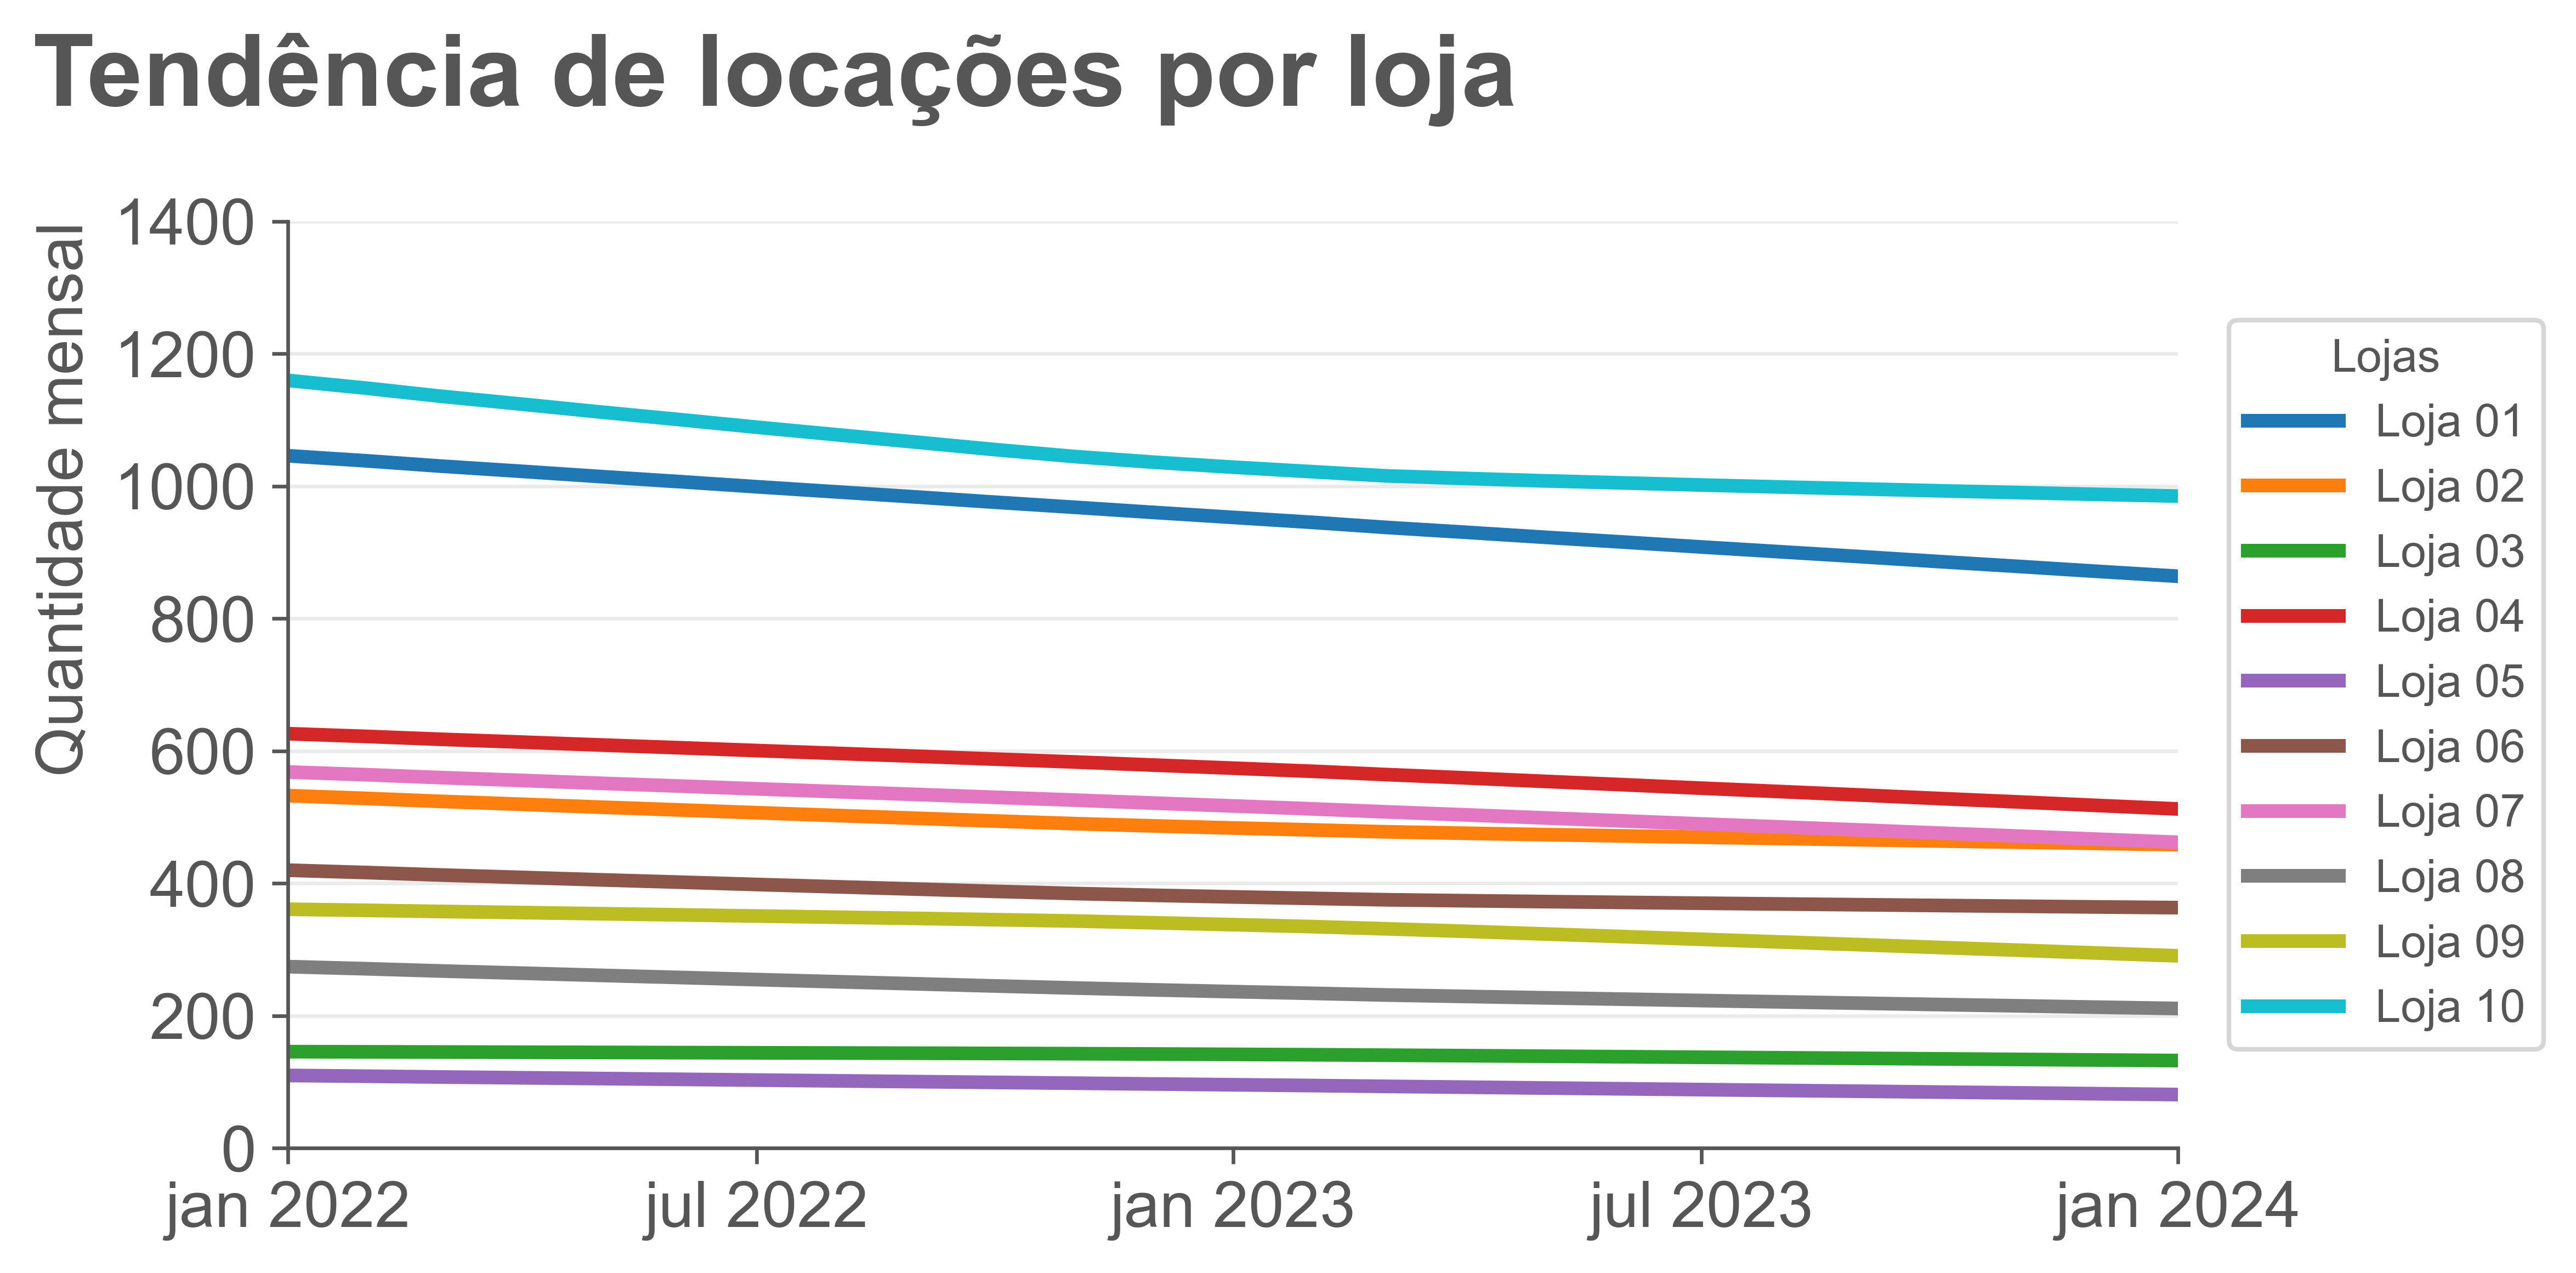 Tendência de locações por loja
Quantidade mensal
1400
1200
1000
800
600
400
200
0
jan 2022
jul 2022
jan 2023
jul 2023
jan 2024
Lojas
Loja 01
Loja 02
Loja 03
Loja 04
Loja 05
Loja 06
Loja 07
Loja 08
Loja 09
Loja 10